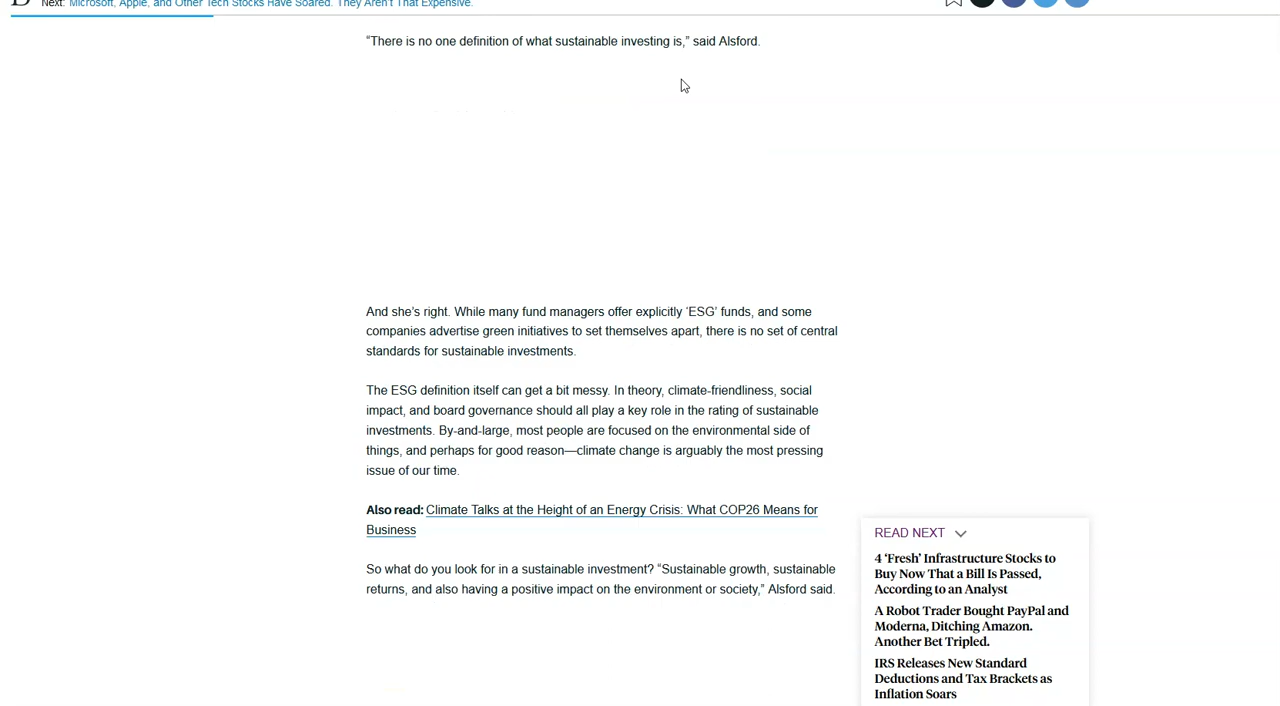 Next: Microsoft, Apple, and Other Tech Stocks Have Soared. They Aren't That Expensive.
“There is no one definition of what sustainable investing is,” said Alsford.
And she’s right. While many fund managers offer explicitly ‘ESG’ funds, and some
companies advertise green initiatives to set themselves apart, there is no set of central
standards for sustainable investments.
The ESG definition itself can get a bit messy. In theory, climate-friendliness, social
impact, and board governance should all play a key role in the rating of sustainable
investments. By-and-large, most people are focused on the environmental side of
things, and perhaps for good reason—climate change is arguably the most pressing
issue of our time.
Also read: Climate Talks at the Height of an Energy Crisis: What COP26 Means for
Business
So what do you look for in a sustainable investment? “Sustainable growth, sustainable
returns, and also having a positive impact on the environment or society,” Alsford said.
READ NEXT
4 ‘Fresh’ Infrastructure Stocks to
Buy Now That a Bill Is Passed,
According to an Analyst
A Robot Trader Bought PayPal and
Moderna, Ditching Amazon.
Another Bet Tripled.
IRS Releases New Standard
Deductions and Tax Brackets as
Inflation Soars